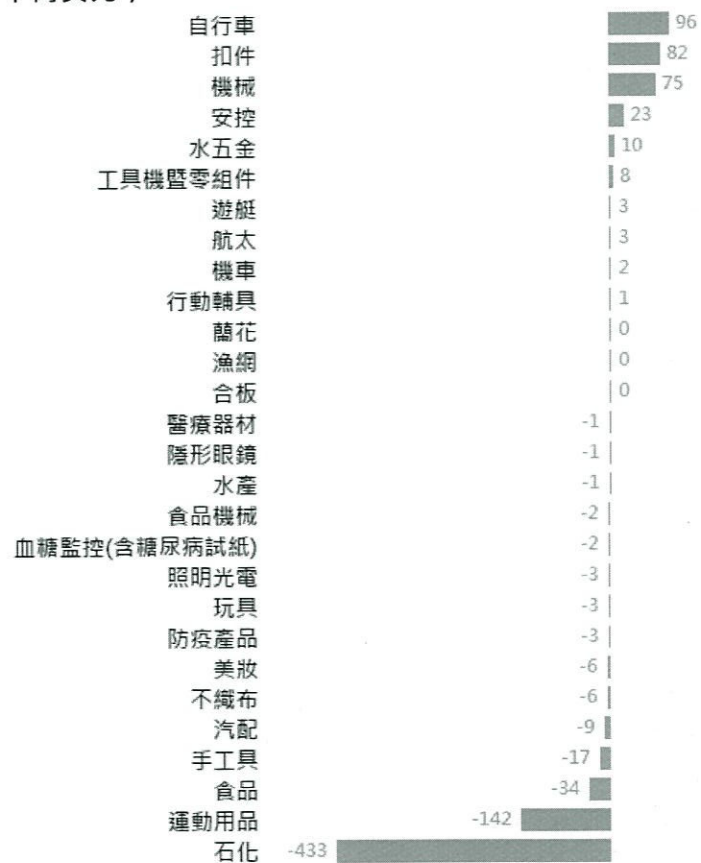 自行車 96
扣件 82
機械 75
安控 23
水五金 10
工具機暨零組件 8
遊艇 3
航太 3
機車 2
行動輔具 1
蘭花 0
漁網 0
合板 0
醫療器材 -1
隱形眼鏡 -1
水產 -1
食品機械 -2
血糖監控(含糖尿病試紙) -2
照明光電 -3
玩具 -3
防疫產品 -3
美妝 -6
不織布 -6
汽配 -9
手工具 -17
食品 -34
運動用品 -142
石化 -433